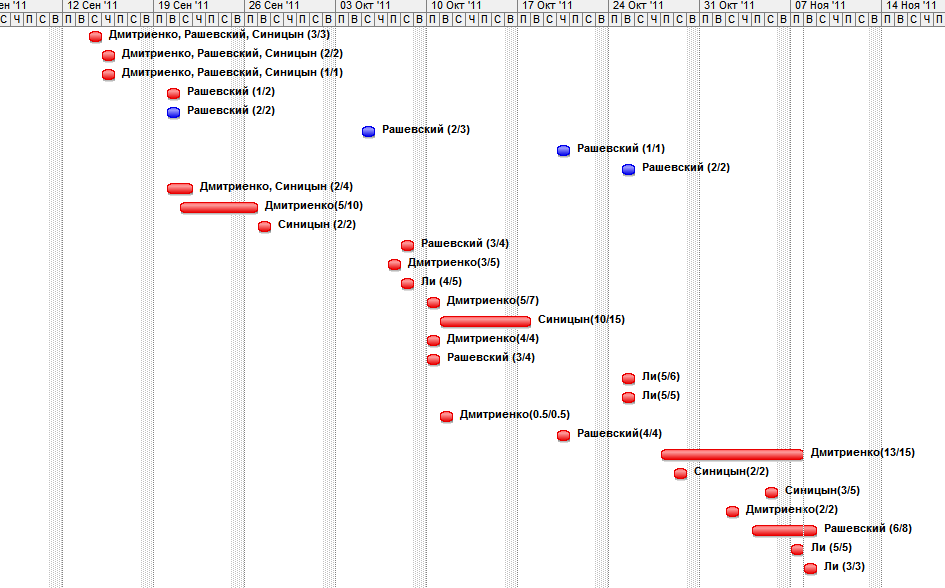 ен '11 12 Сен '11 19 Сен '11 26 Сен '11 03 Окт '11 10 Окт '11 17 Окт '11 24 Окт '11 31 Окт '11 07 Ноя '11 14 Ноя '11
С Ч П С В П В С Ч П С В П В С Ч П С В П В С Ч П С В П В С Ч П С В П В С Ч П С В П В С Ч П С В П В С Ч П С В П В С Ч П С В П В С Ч П С В П В С Ч П
Дмитриенко, Рашевский, Синицын (3/3)
Дмитриенко, Рашевский, Синицын (2/2)
Дмитриенко, Рашевский, Синицын (1/1)
Рашевский (1/2)
Рашевский (2/2)
Рашевский (2/3)
Рашевский (1/1)
Рашевский (2/2)
Дмитриенко, Синицын (2/4)
Дмитриенко(5/10)
Синицын (2/2)
Рашевский (3/4)
Дмитриенко(3/5)
Ли (4/5)
Дмитриенко(5/7)
Синицын(10/15)
Дмитриенко(4/4)
Рашевский (3/4)
Ли(5/6)
Ли(5/5)
Дмитриенко(0.5/0.5)
Рашевский(4/4)
Дмитриенко(13/15)
Синицын(2/2)
Синицын(3/5)
Дмитриенко(2/2)
Рашевский (6/8)
Ли (5/5)
Ли (3/3)